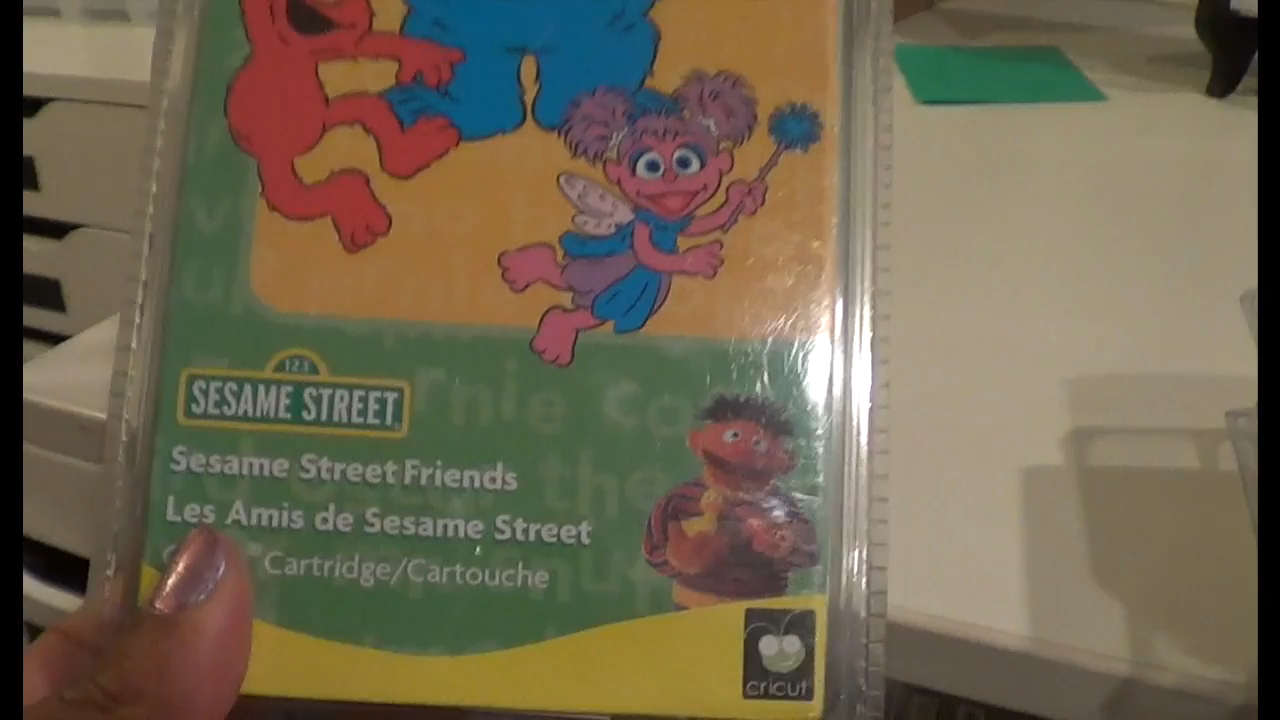 123
SESAME STREET
Sesame Street Friends
Les Amis de Sesame Street
Cartridge/Cartouche
cricut